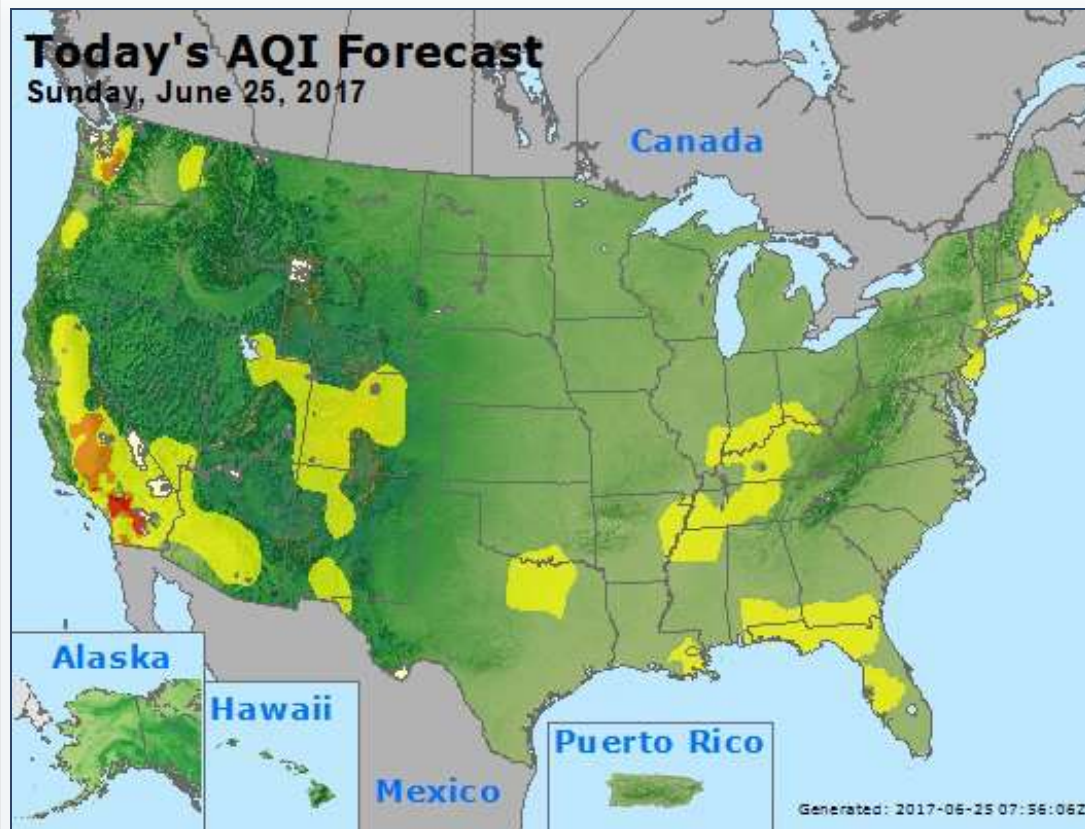 Today's AQI Forecast
Sunday, June 25, 2017
Canada
Alaska
Hawaii
Puerto Rico
Mexico
Generated: 2017-06-25 07:56:06Z